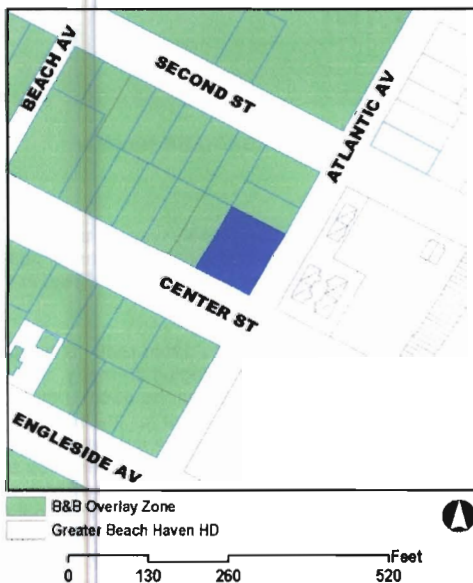 BEACH AV
SECOND ST
ATLANTIC AV
CENTER ST
ENGLESIDE AV
B&B Overlay Zone
Greater Beach Haven HD
Feet
0 130 260 520